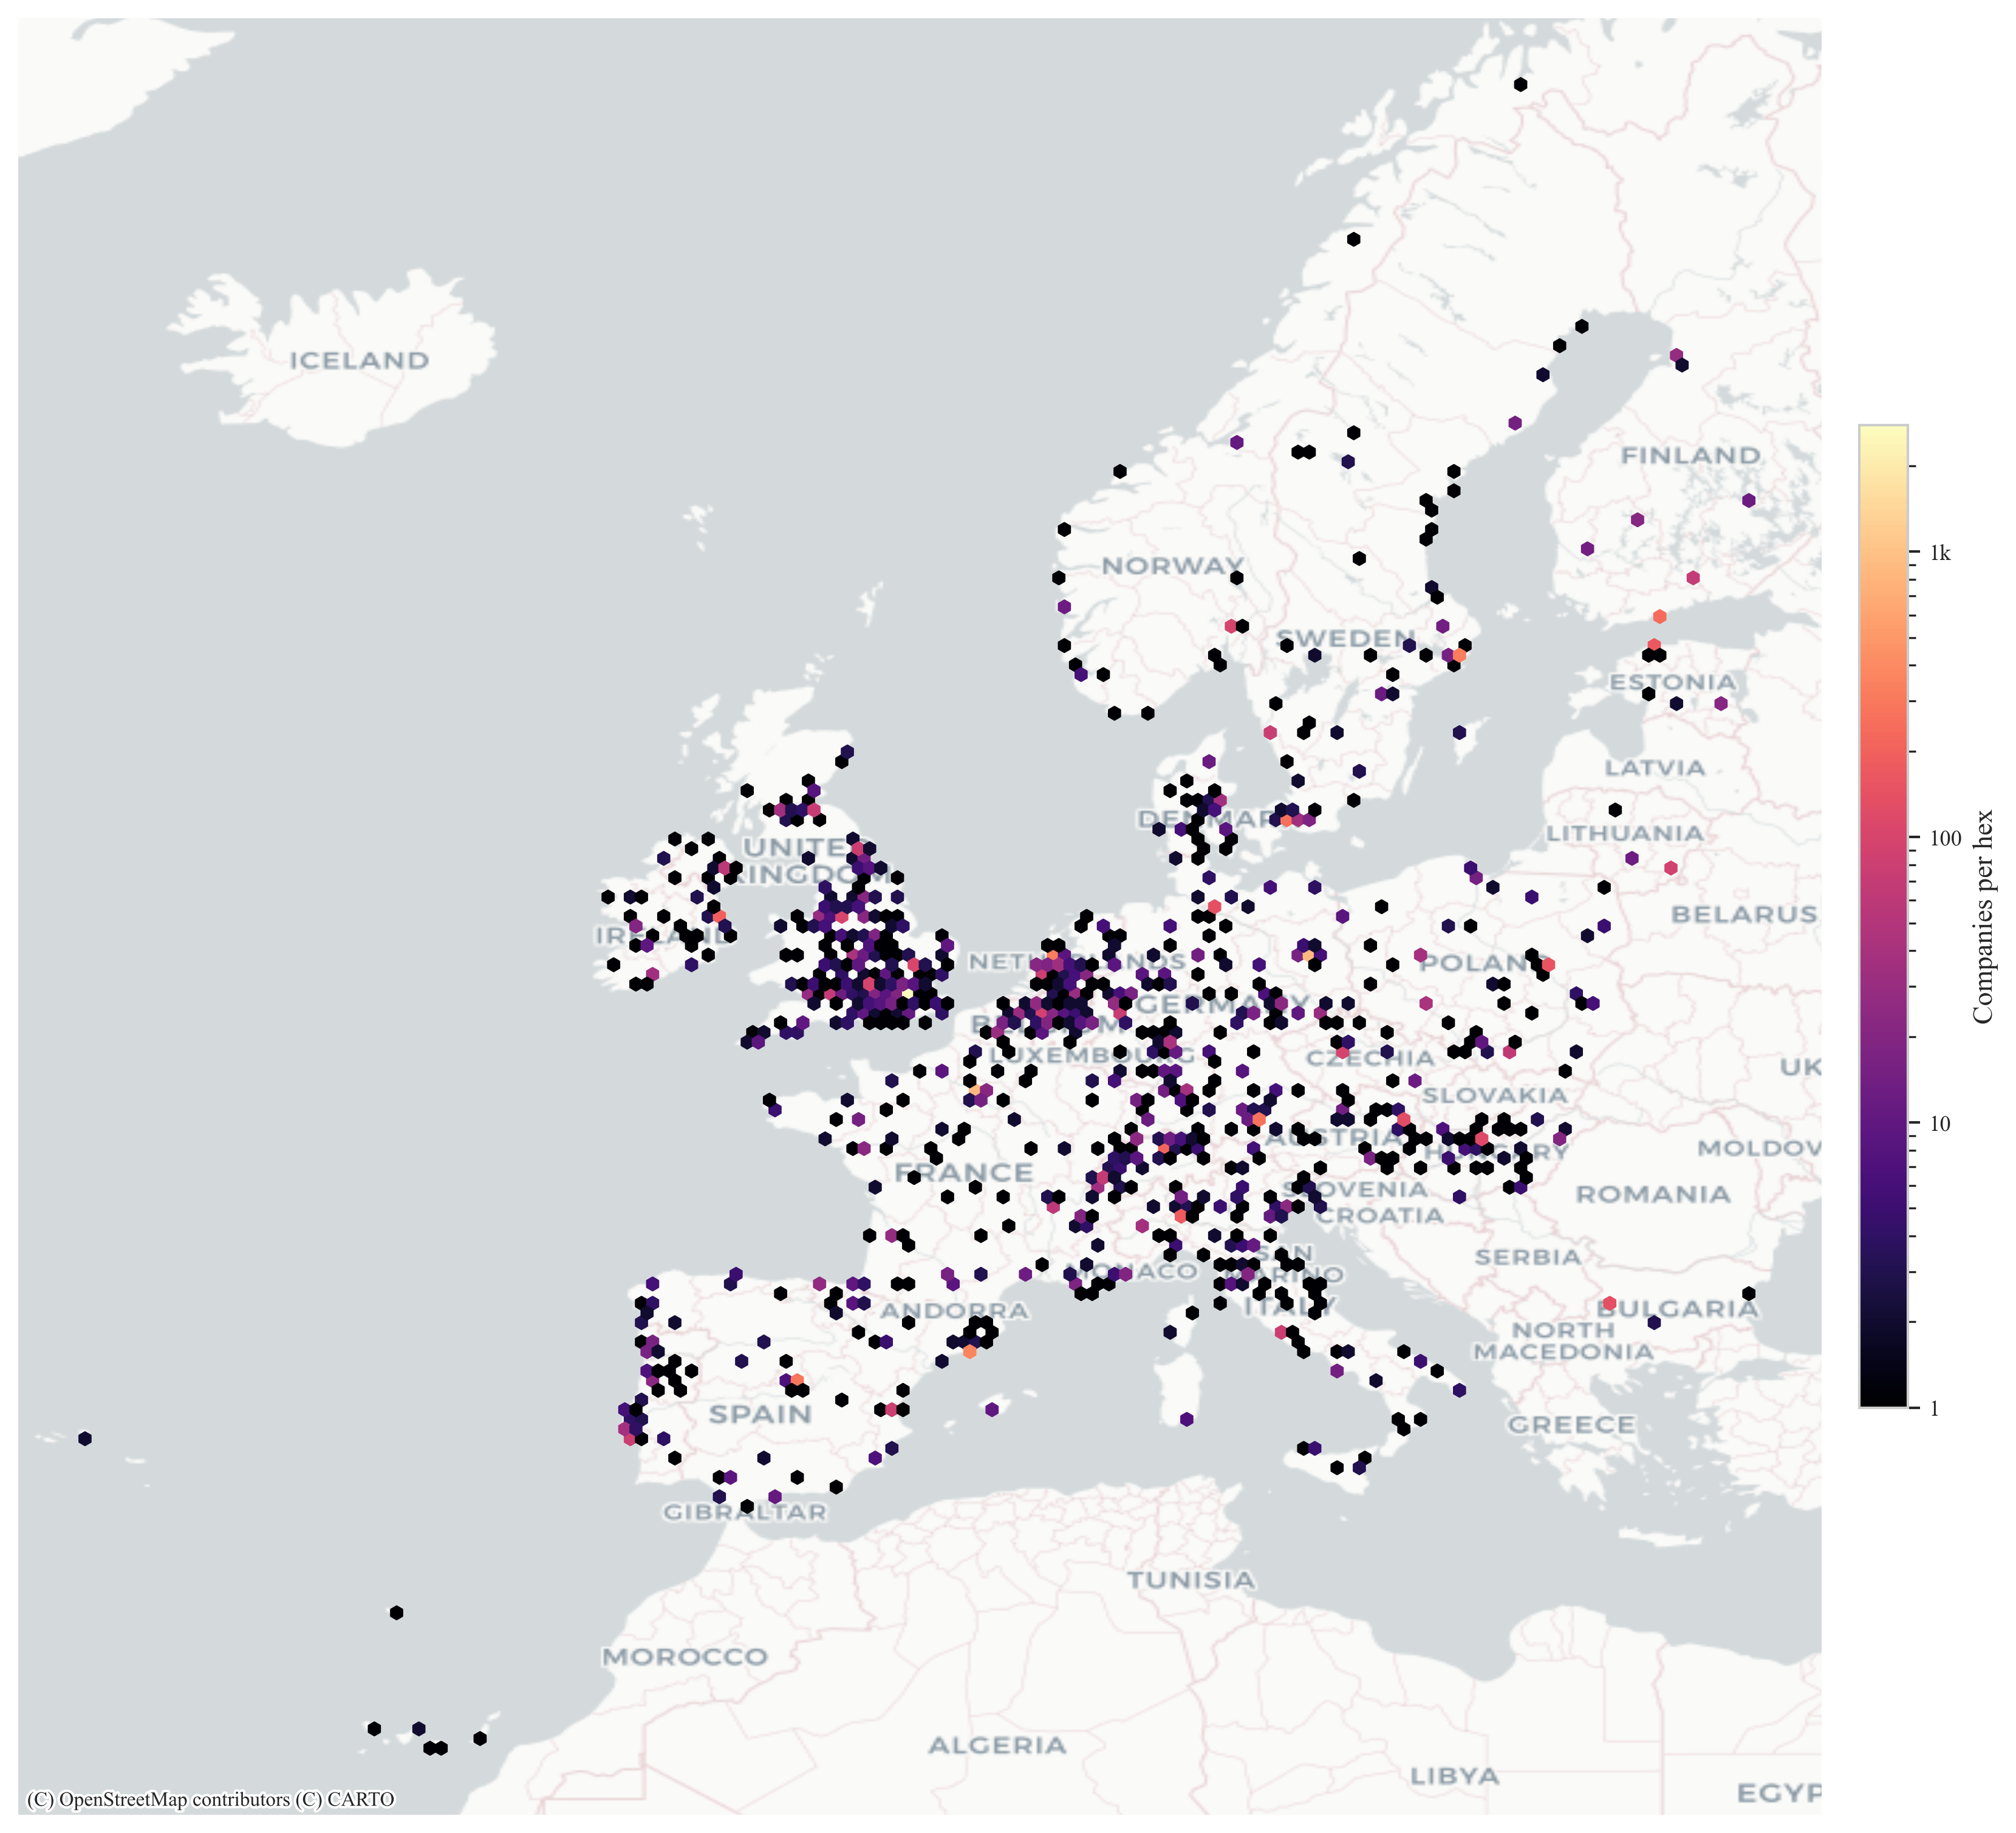 ICELAND
FINLAND
NORWAY
SWEDEN
ESTONIA
LATVIA
DENMAR
LITHUANIA
UNITE
KINGDOM
BELARUS
IRELAND
NETHERLANDS
POLAND
GERMANY
BELGIUM
LUXEMBOURG
CZECHIA
UK
SLOVAKIA
AUSTRIA
HUNGARY
MOLDOV
FRANCE
SLOVENIA
ROMANIA
CROATIA
SAN
MARINO
SERBIA
MONACO
ITALY
ANDORRA
BULGARIA
NORTH
MACEDONIA
SPAIN
GREECE
GIBRALTAR
TUNISIA
MOROCCO
ALGERIA
LIBYA
EGYP
(C) OpenStreetMap contributors (C) CARTO
1k
100
10
1
Companies per hex